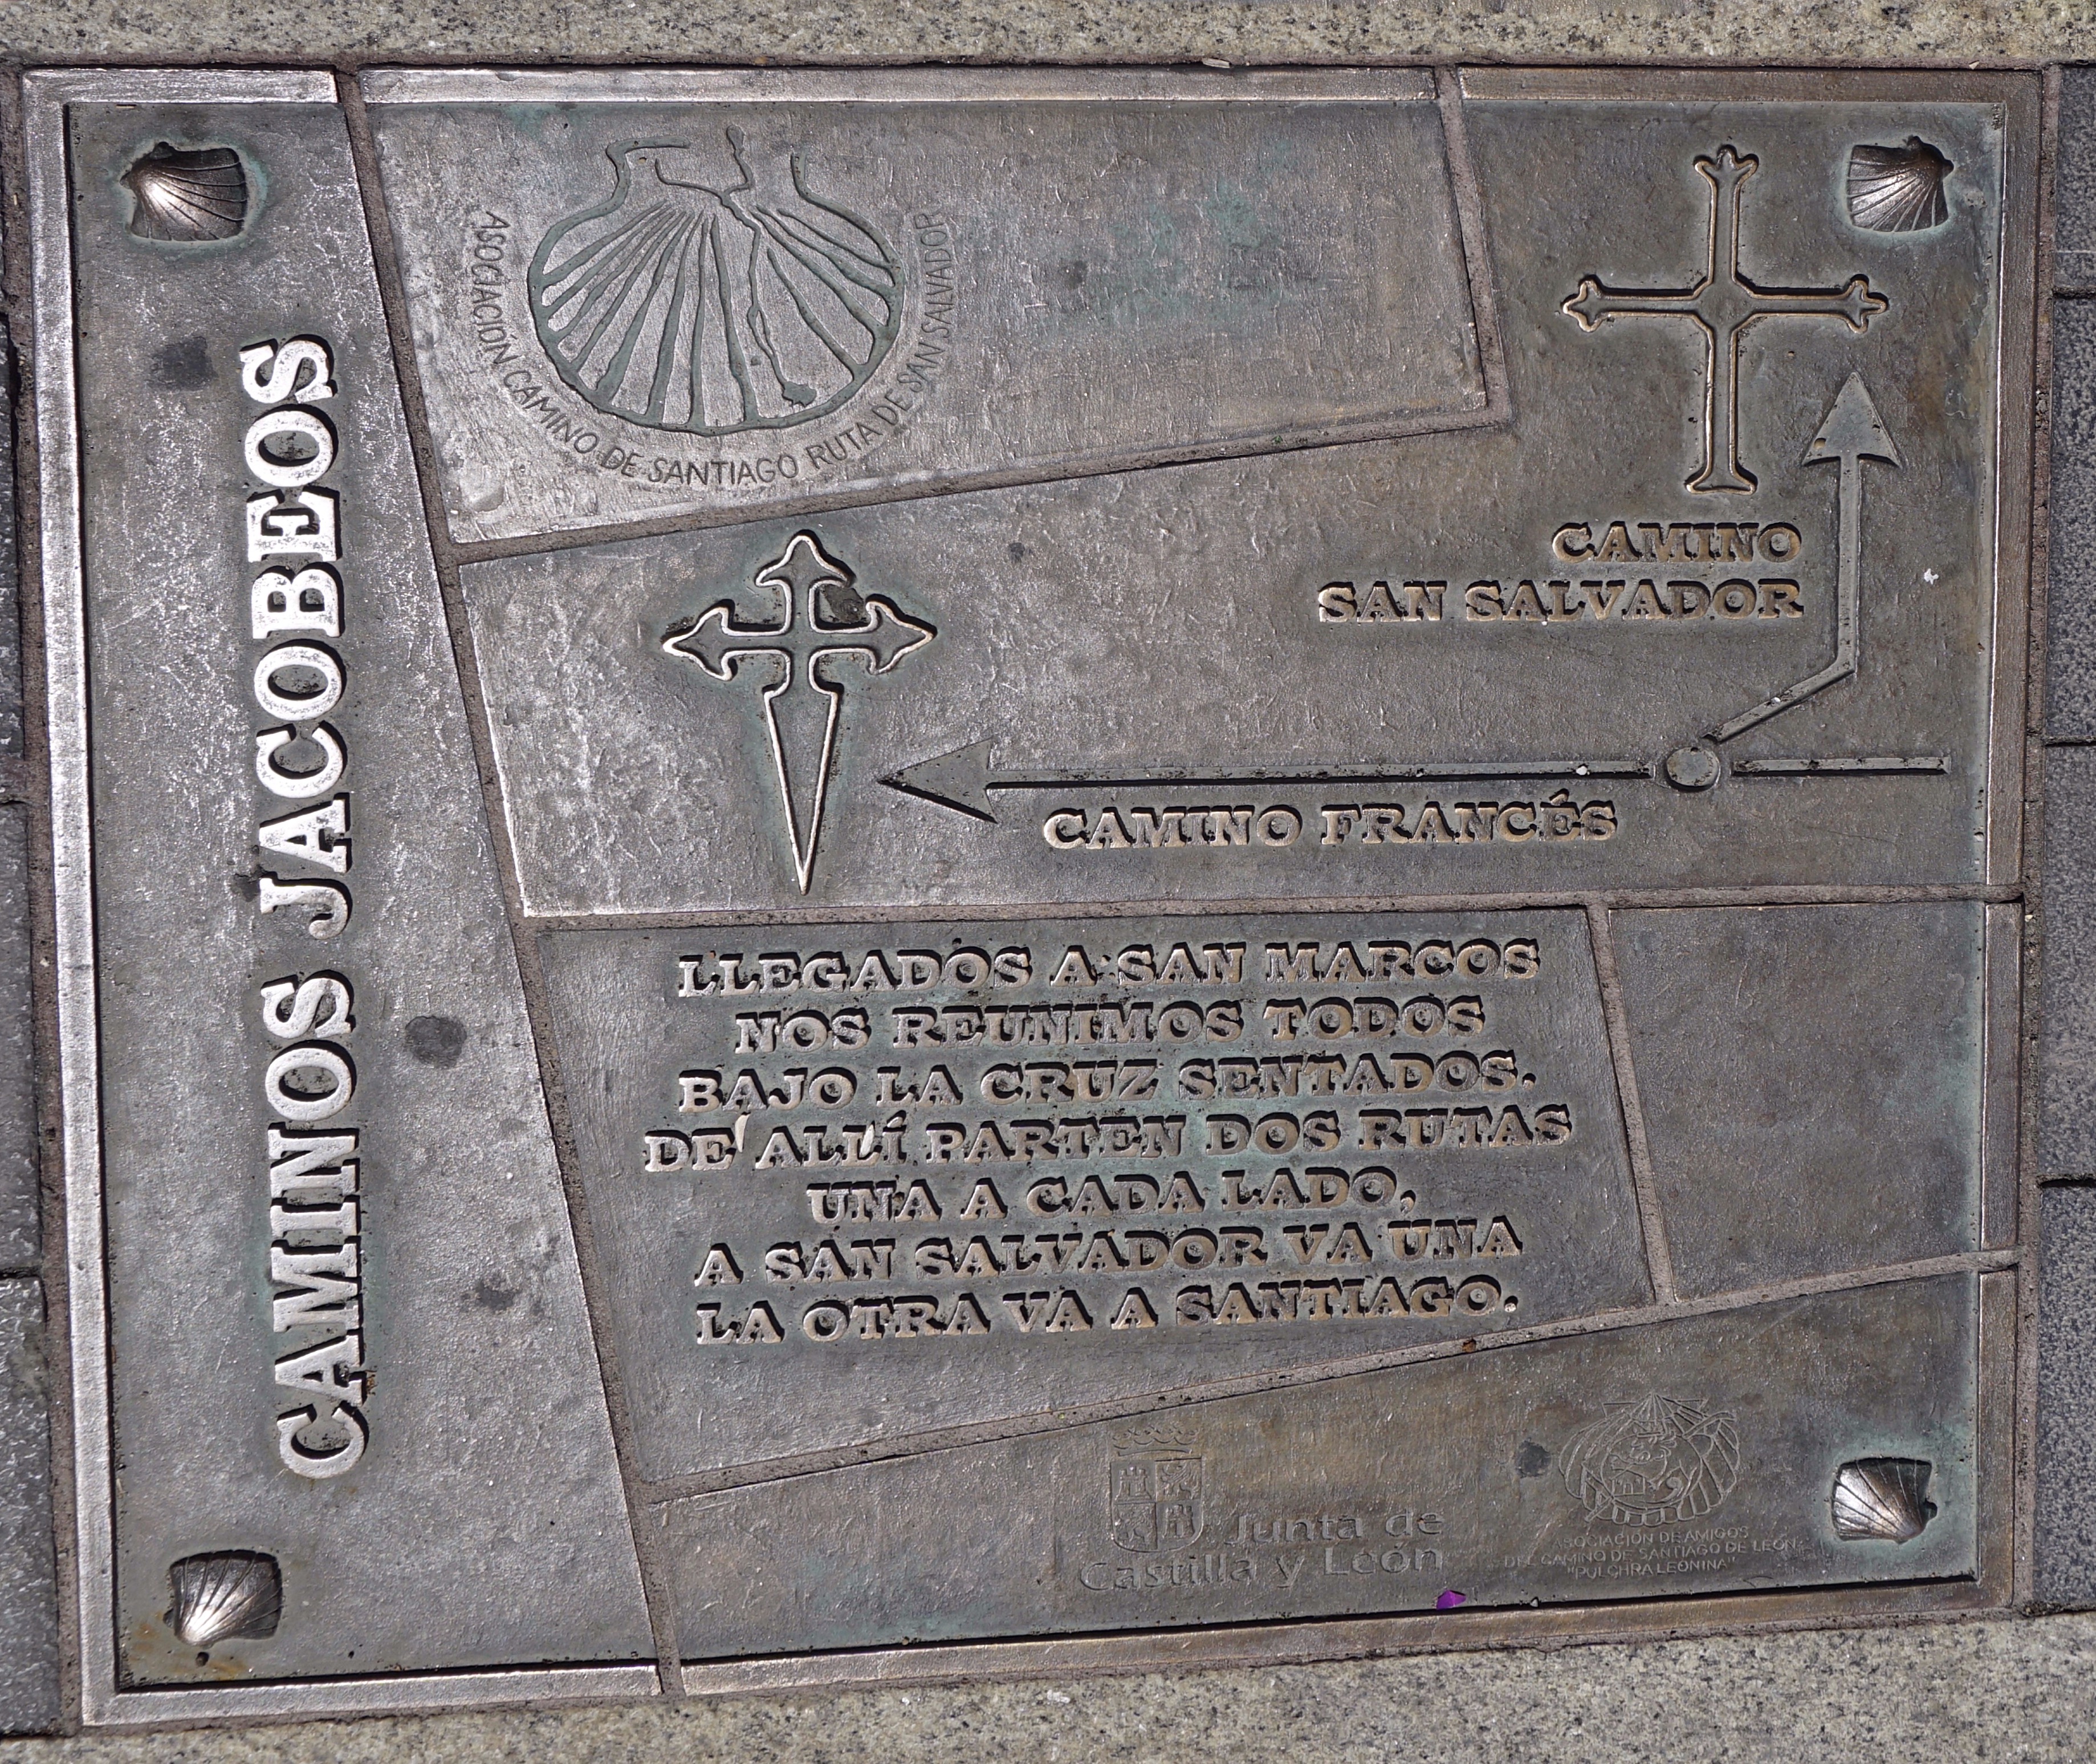 CAMINOS JACOBEOS
ASOCIACIÓN CAMINO DE SANTIAGO RUTA DE SAN SALVADOR
CAMINO
SAN SALVADOR
CAMINO FRANCÉS
LLEGADOS A SAN MARCOS
NOS REUNIMOS TODOS
BAJO LA CRUZ SENTADOS.
DE ALLÍ PARTEN DOS RUTAS
UNA A CADA LADO,
A SAN SALVADOR VA UNA
LA OTRA VA A SANTIAGO.
Junta de
Castilla y León
ASOCIACIÓN DE AMIGOS
DEL CAMINO DE SANTIAGO DE LEÓN
"PULCHRA LEONINA"